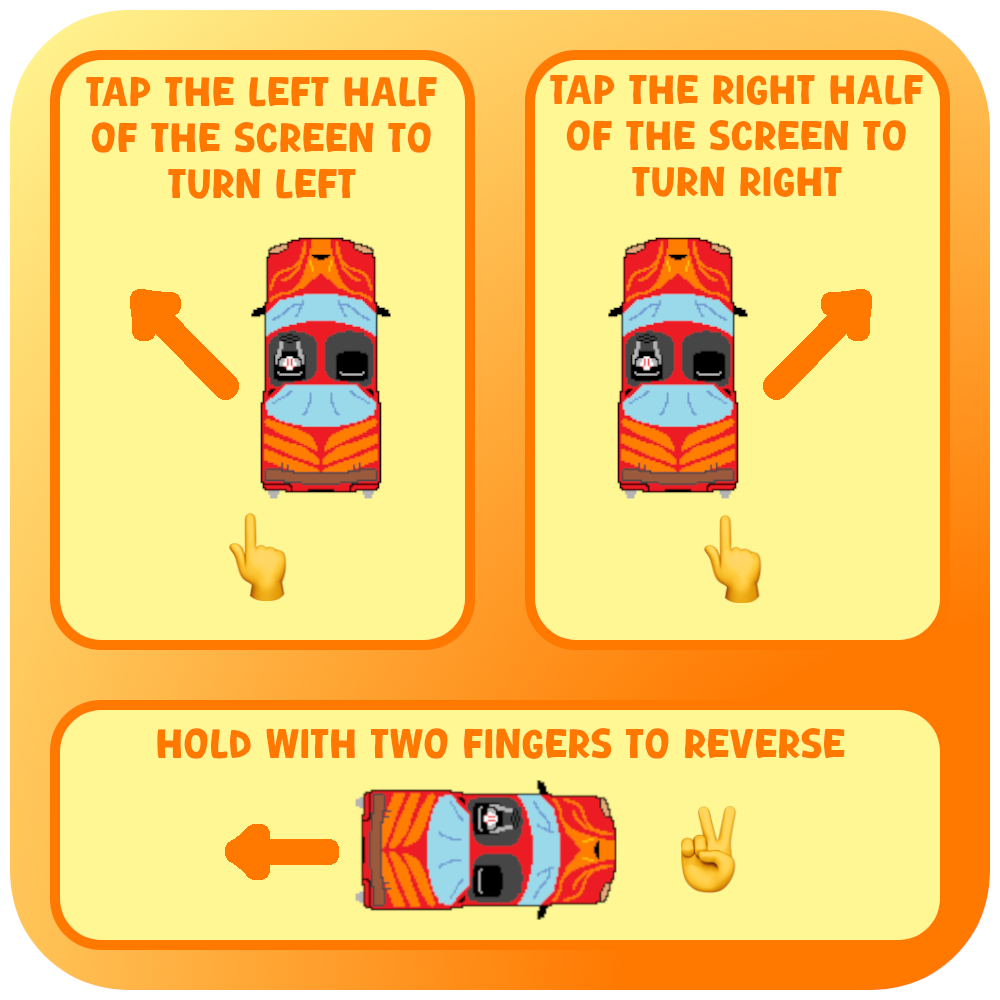 TAP THE LEFT HALF
OF THE SCREEN TO
TURN LEFT
TAP THE RIGHT HALF
OF THE SCREEN TO
TURN RIGHT
HOLD WITH TWO FINGERS TO REVERSE